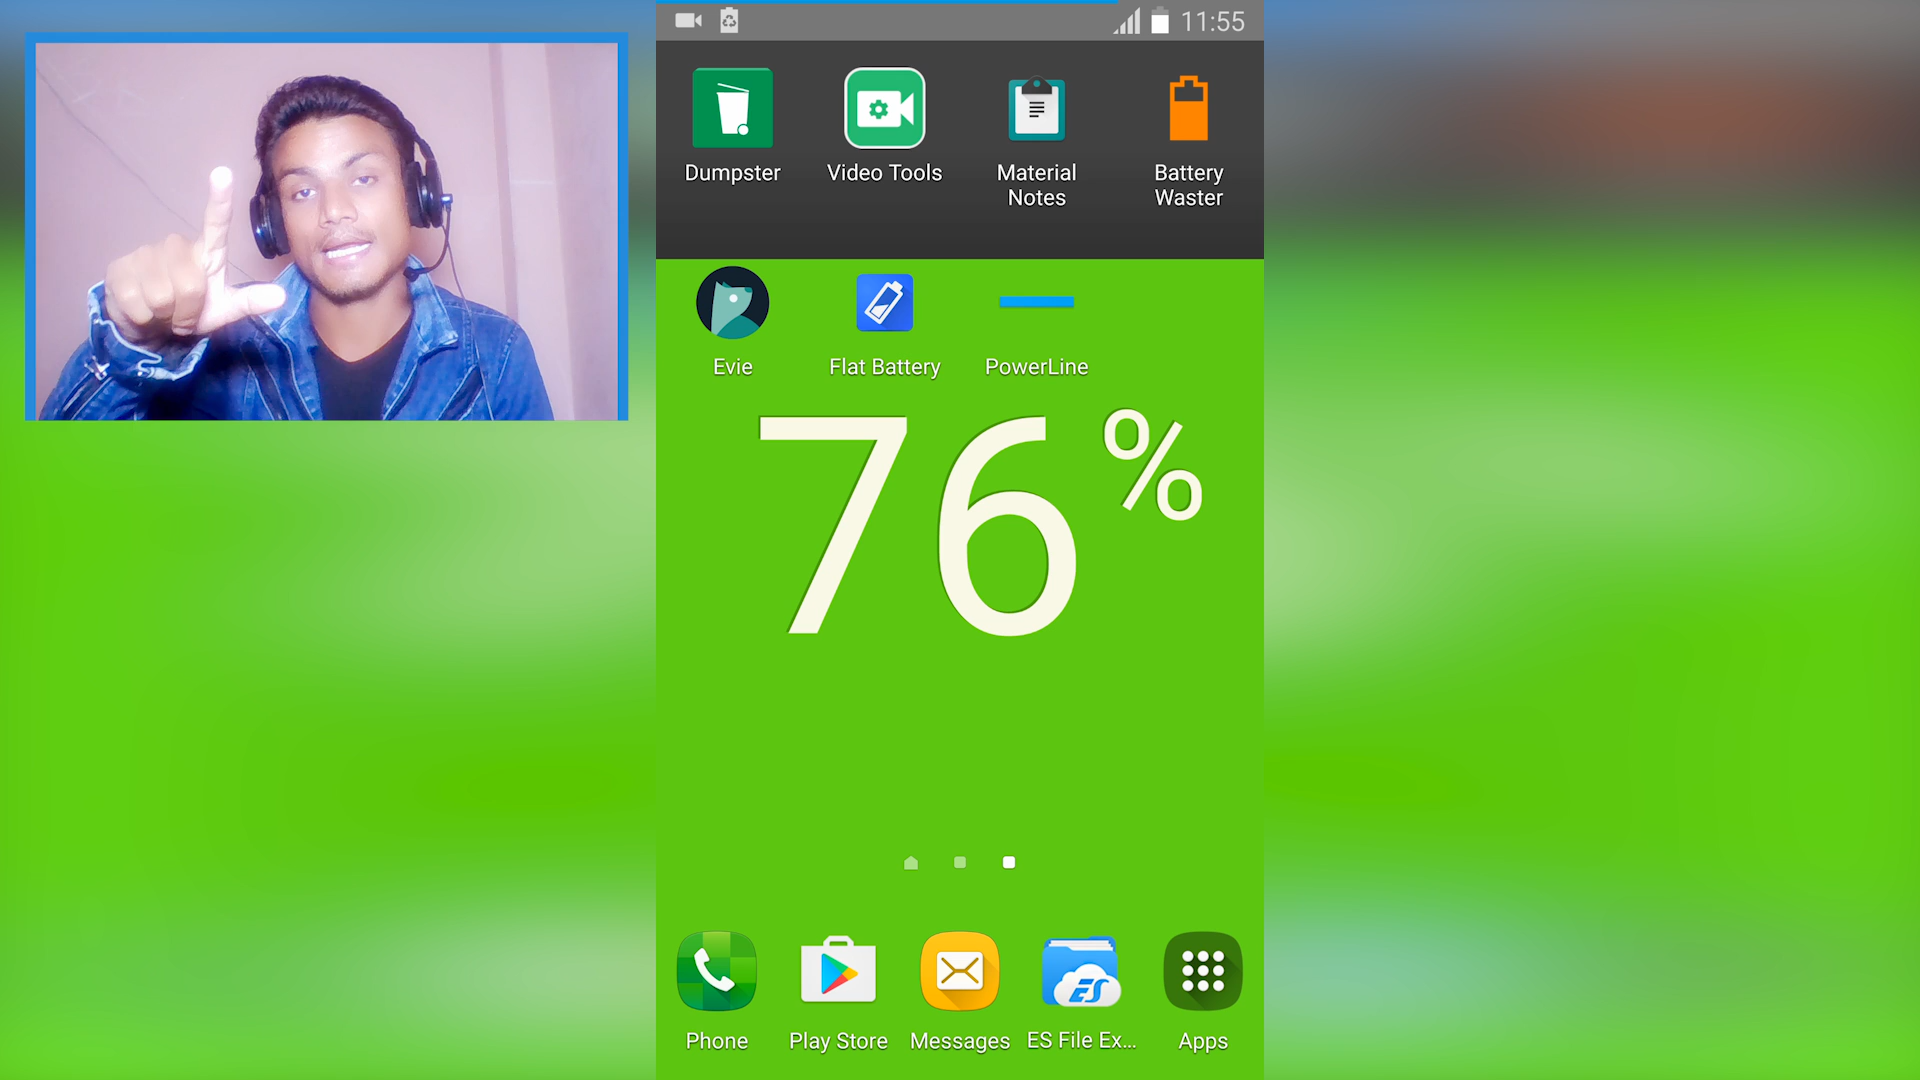 11:55
Dumpster
Video Tools
Material
Notes
Battery
Waster
Evie
Flat Battery
PowerLine
76%
ES
Phone
Play Store
Messages
ES File Ex...
Apps